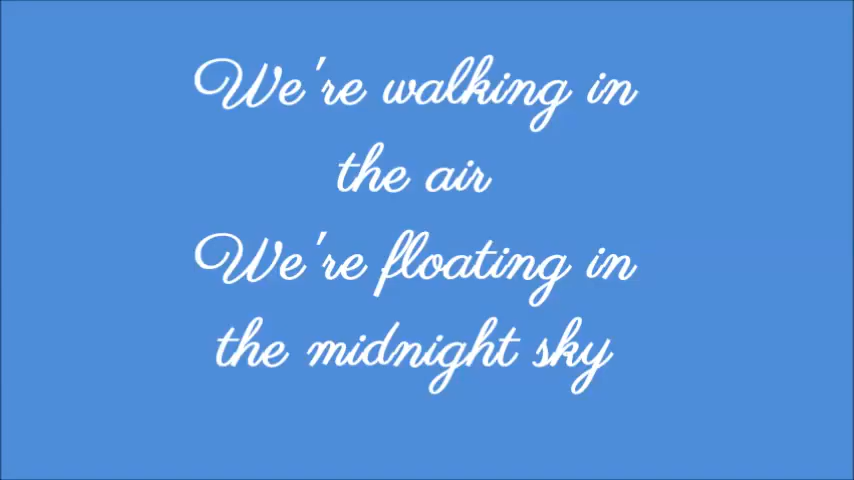 We're walking in
the air
We're floating in
the midnight sky